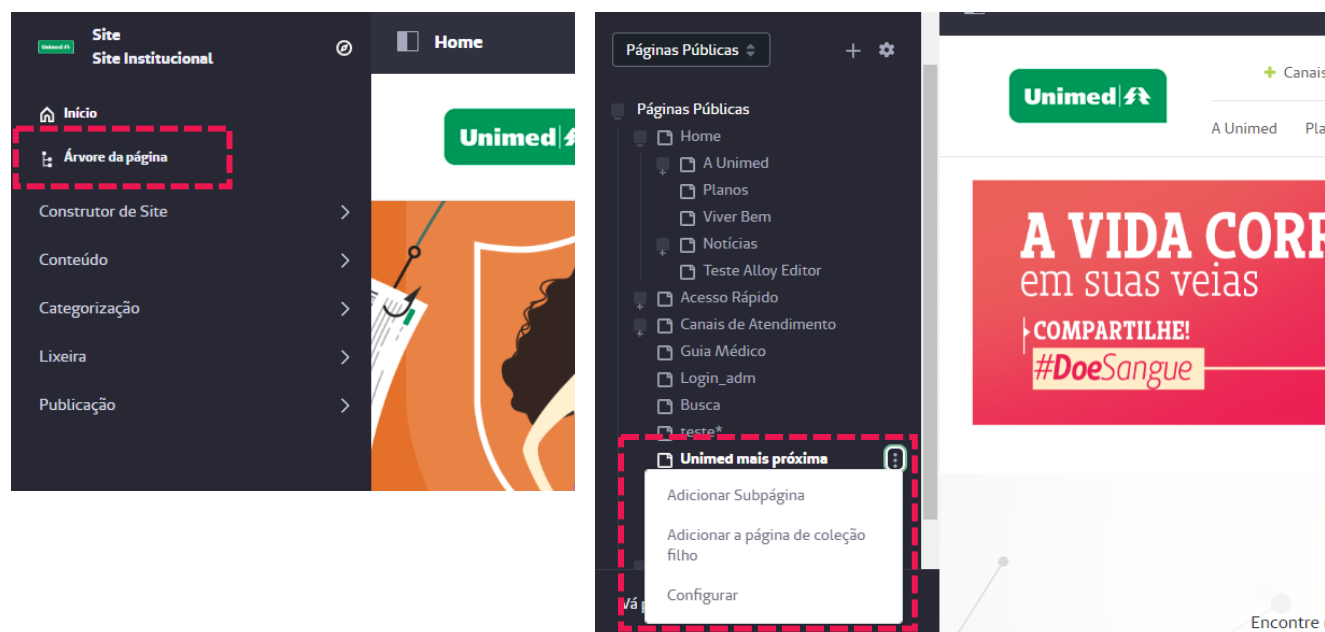 Site
Site Institucional
Início
Árvore da página
Construtor de Site
Conteúdo
Categorização
Lixeira
Publicação
Home
Unimed
Páginas Públicas
Páginas Públicas
Home
A Unimed
Planos
Viver Bem
Notícias
Teste Alloy Editor
Acesso Rápido
Canais de Atendimento
Guia Médico
Login_adm
Busca
teste*
Unimed mais próxima
Adicionar Subpágina
Adicionar a página de coleção
filho
Configurar
Vá
Unimed
Canais
A Unimed
A VIDA
em suas veias
COMPARTILHE!
#DoeSangue
Encontre